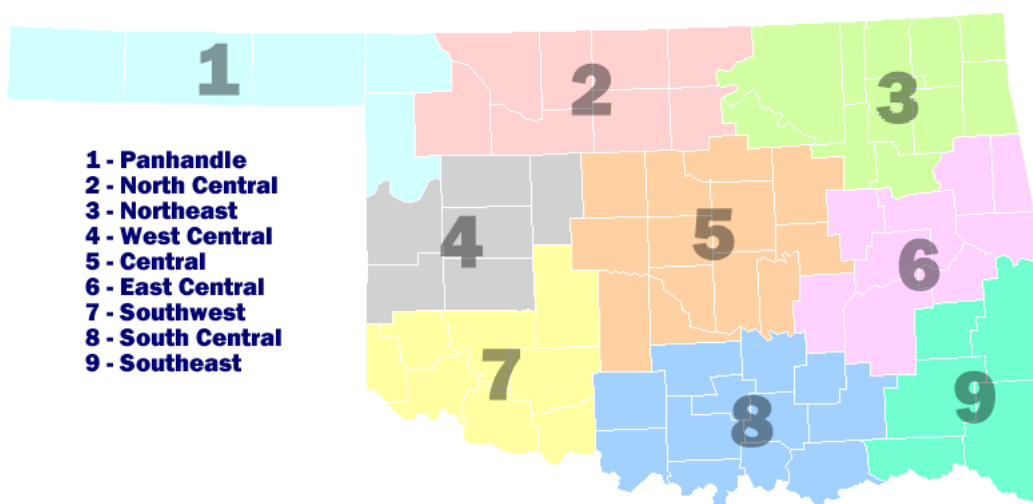 1
2
3
1 - Panhandle
2 - North Central
3 - Northeast
4 - West Central
5 - Central
6 - East Central
7 - Southwest
8 - South Central
9 - Southeast
4
5
6
7
8
9